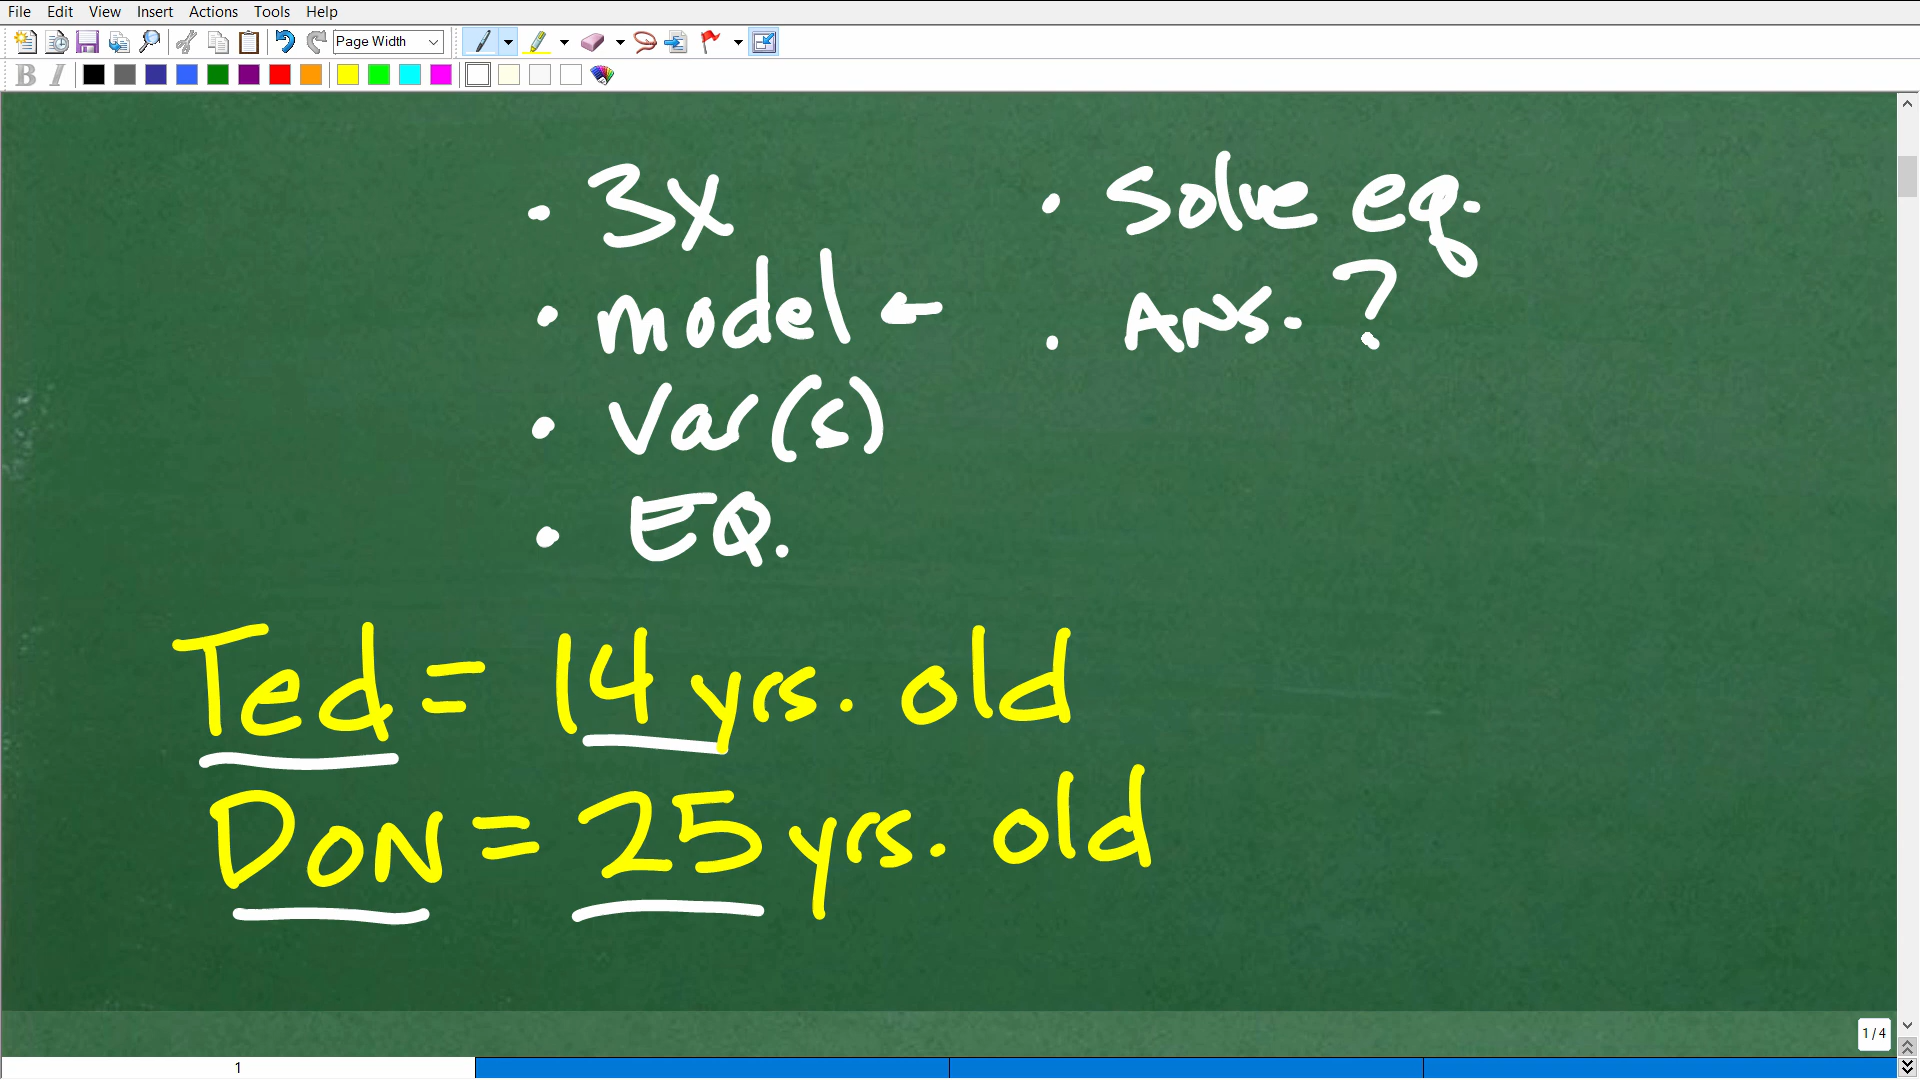 File Edit View Insert Actions Tools Help
Page Width
B I
• 3X
• model ←
• Var(s)
• EQ.
• Solve eq.
• ANS. ?
Ted = 14 yrs. old
DON = 25 yrs. old
1 / 4
1